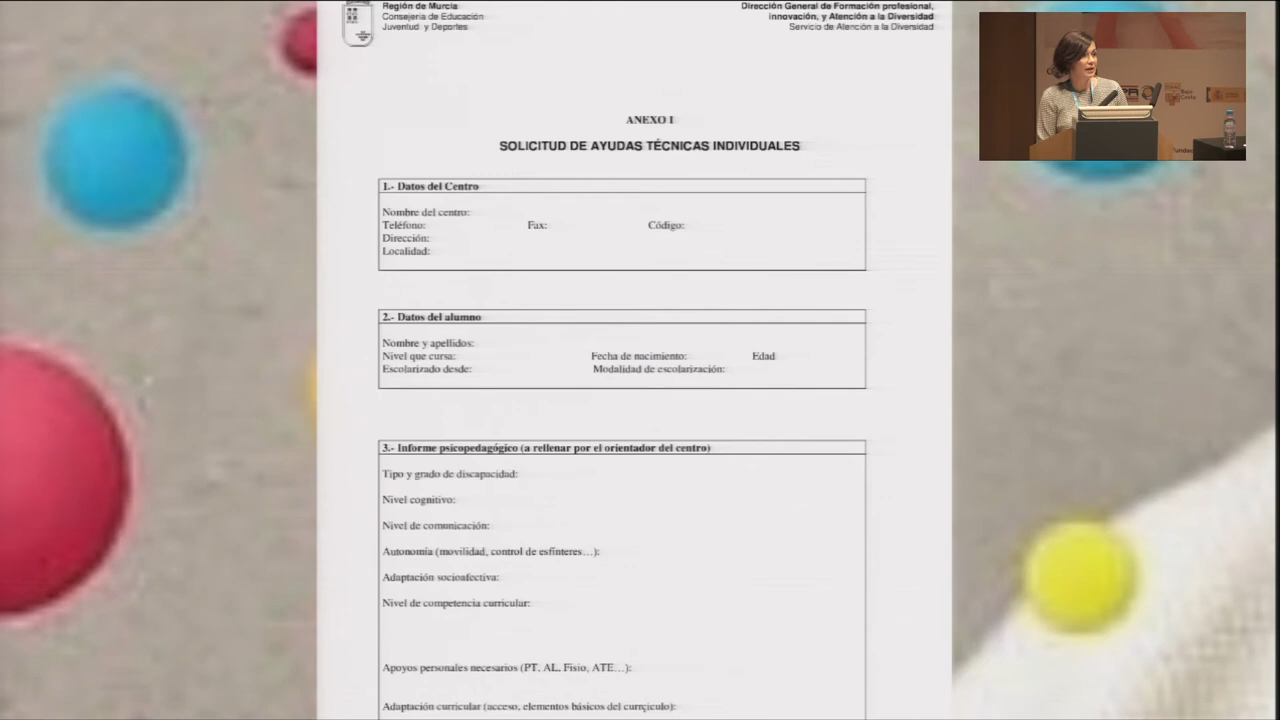 Región de Murcia
Consejería de Educación
Juventud y Deportes
Dirección General de Formación profesional,
Innovación, y Atención a la Diversidad
Servicio de Atención a la Diversidad
ANEXO I
SOLICITUD DE AYUDAS TÉCNICAS INDIVIDUALES
1.- Datos del Centro
Nombre del centro:
Teléfono: Fax: Código:
Dirección:
Localidad:
2.- Datos del alumno
Nombre y apellidos:
Nivel que cursa: Fecha de nacimiento: Edad
Escolarizado desde: Modalidad de escolarización:
3.- Informe psicopedagógico (a rellenar por el orientador del centro)
Tipo y grado de discapacidad:
Nivel cognitivo:
Nivel de comunicación:
Autonomía (movilidad, control de esfínteres…):
Adaptación socioafectiva:
Nivel de competencia curricular:
Apoyos personales necesarios (PT, AL, Fisio, ATE…):
Adaptación curricular (acceso, elementos básicos del currículo):